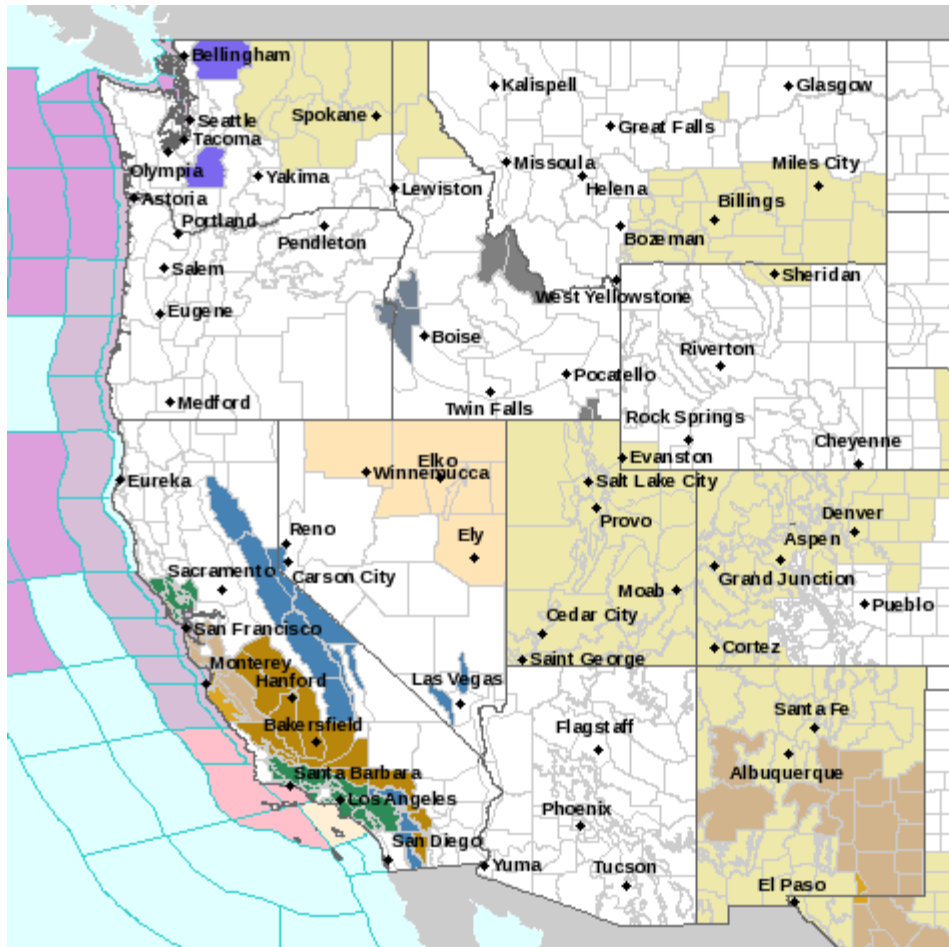 Bellingham
Kalispell
Glasgow
Seattle
Spokane
Great Falls
Tacoma
Missoula
Miles City
Olympia
Yakima
Lewiston
Helena
Billings
Astoria
Portland
Pendleton
Bozeman
Salem
Sheridan
West Yellowstone
Eugene
Boise
Riverton
Pocatello
Medford
Twin Falls
Rock Springs
Cheyenne
Eureka
Elko
Winnemucca
Evanston
Salt Lake City
Provo
Denver
Reno
Ely
Aspen
Sacramento
Carson City
Grand Junction
Moab
Pueblo
San Francisco
Cedar City
Cortez
Monterey
Saint George
Hanford
Las Vegas
Santa Fe
Bakersfield
Flagstaff
Albuquerque
Santa Barbara
Los Angeles
Phoenix
San Diego
Yuma
Tucson
El Paso